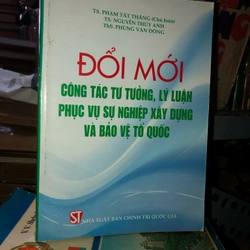 TS. PHẠM TẤT THẮNG (Chủ biên)
TS. NGUYỄN THÚY ANH
ThS. PHÙNG VĂN ĐÔNG
ĐỔI MỚI
CÔNG TÁC TƯ TƯỞNG, LÝ LUẬN
PHỤC VỤ SỰ NGHIỆP XÂY DỰNG
VÀ BẢO VỆ TỔ QUỐC
ST NHÀ XUẤT BẢN CHÍNH TRỊ QUỐC GIA